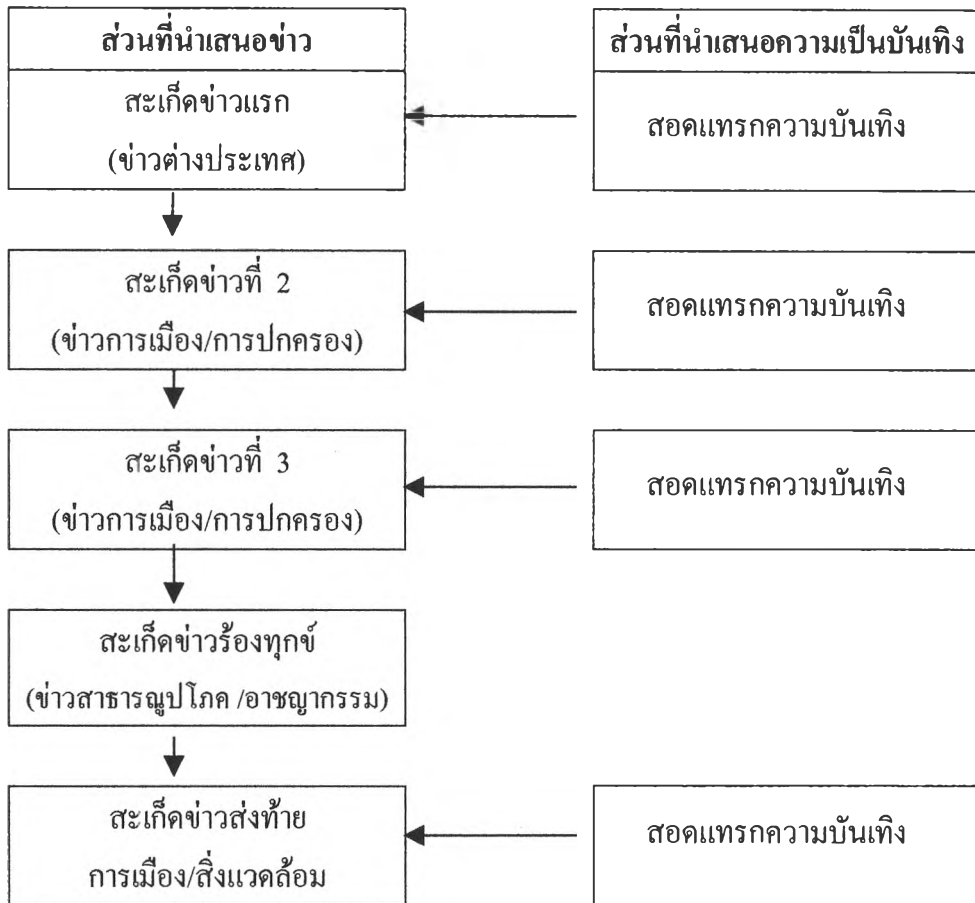 ส่วนที่นำเสนอข่าว
ส่วนที่นำเสนอความเป็นบันเทิง
สะเก็ดข่าวแรก
(ข่าวต่างประเทศ)
สอดแทรกความบันเทิง
สะเก็ดข่าวที่ 2
(ข่าวการเมือง/การปกครอง)
สอดแทรกความบันเทิง
สะเก็ดข่าวที่ 3
(ข่าวการเมือง/การปกครอง)
สอดแทรกความบันเทิง
สะเก็ดข่าวร้องทุกข์
(ข่าวสาธารณูปโภค /อาชญากรรม)
สะเก็ดข่าวส่งท้าย
การเมือง/สิ่งแวดล้อม
สอดแทรกความบันเทิง